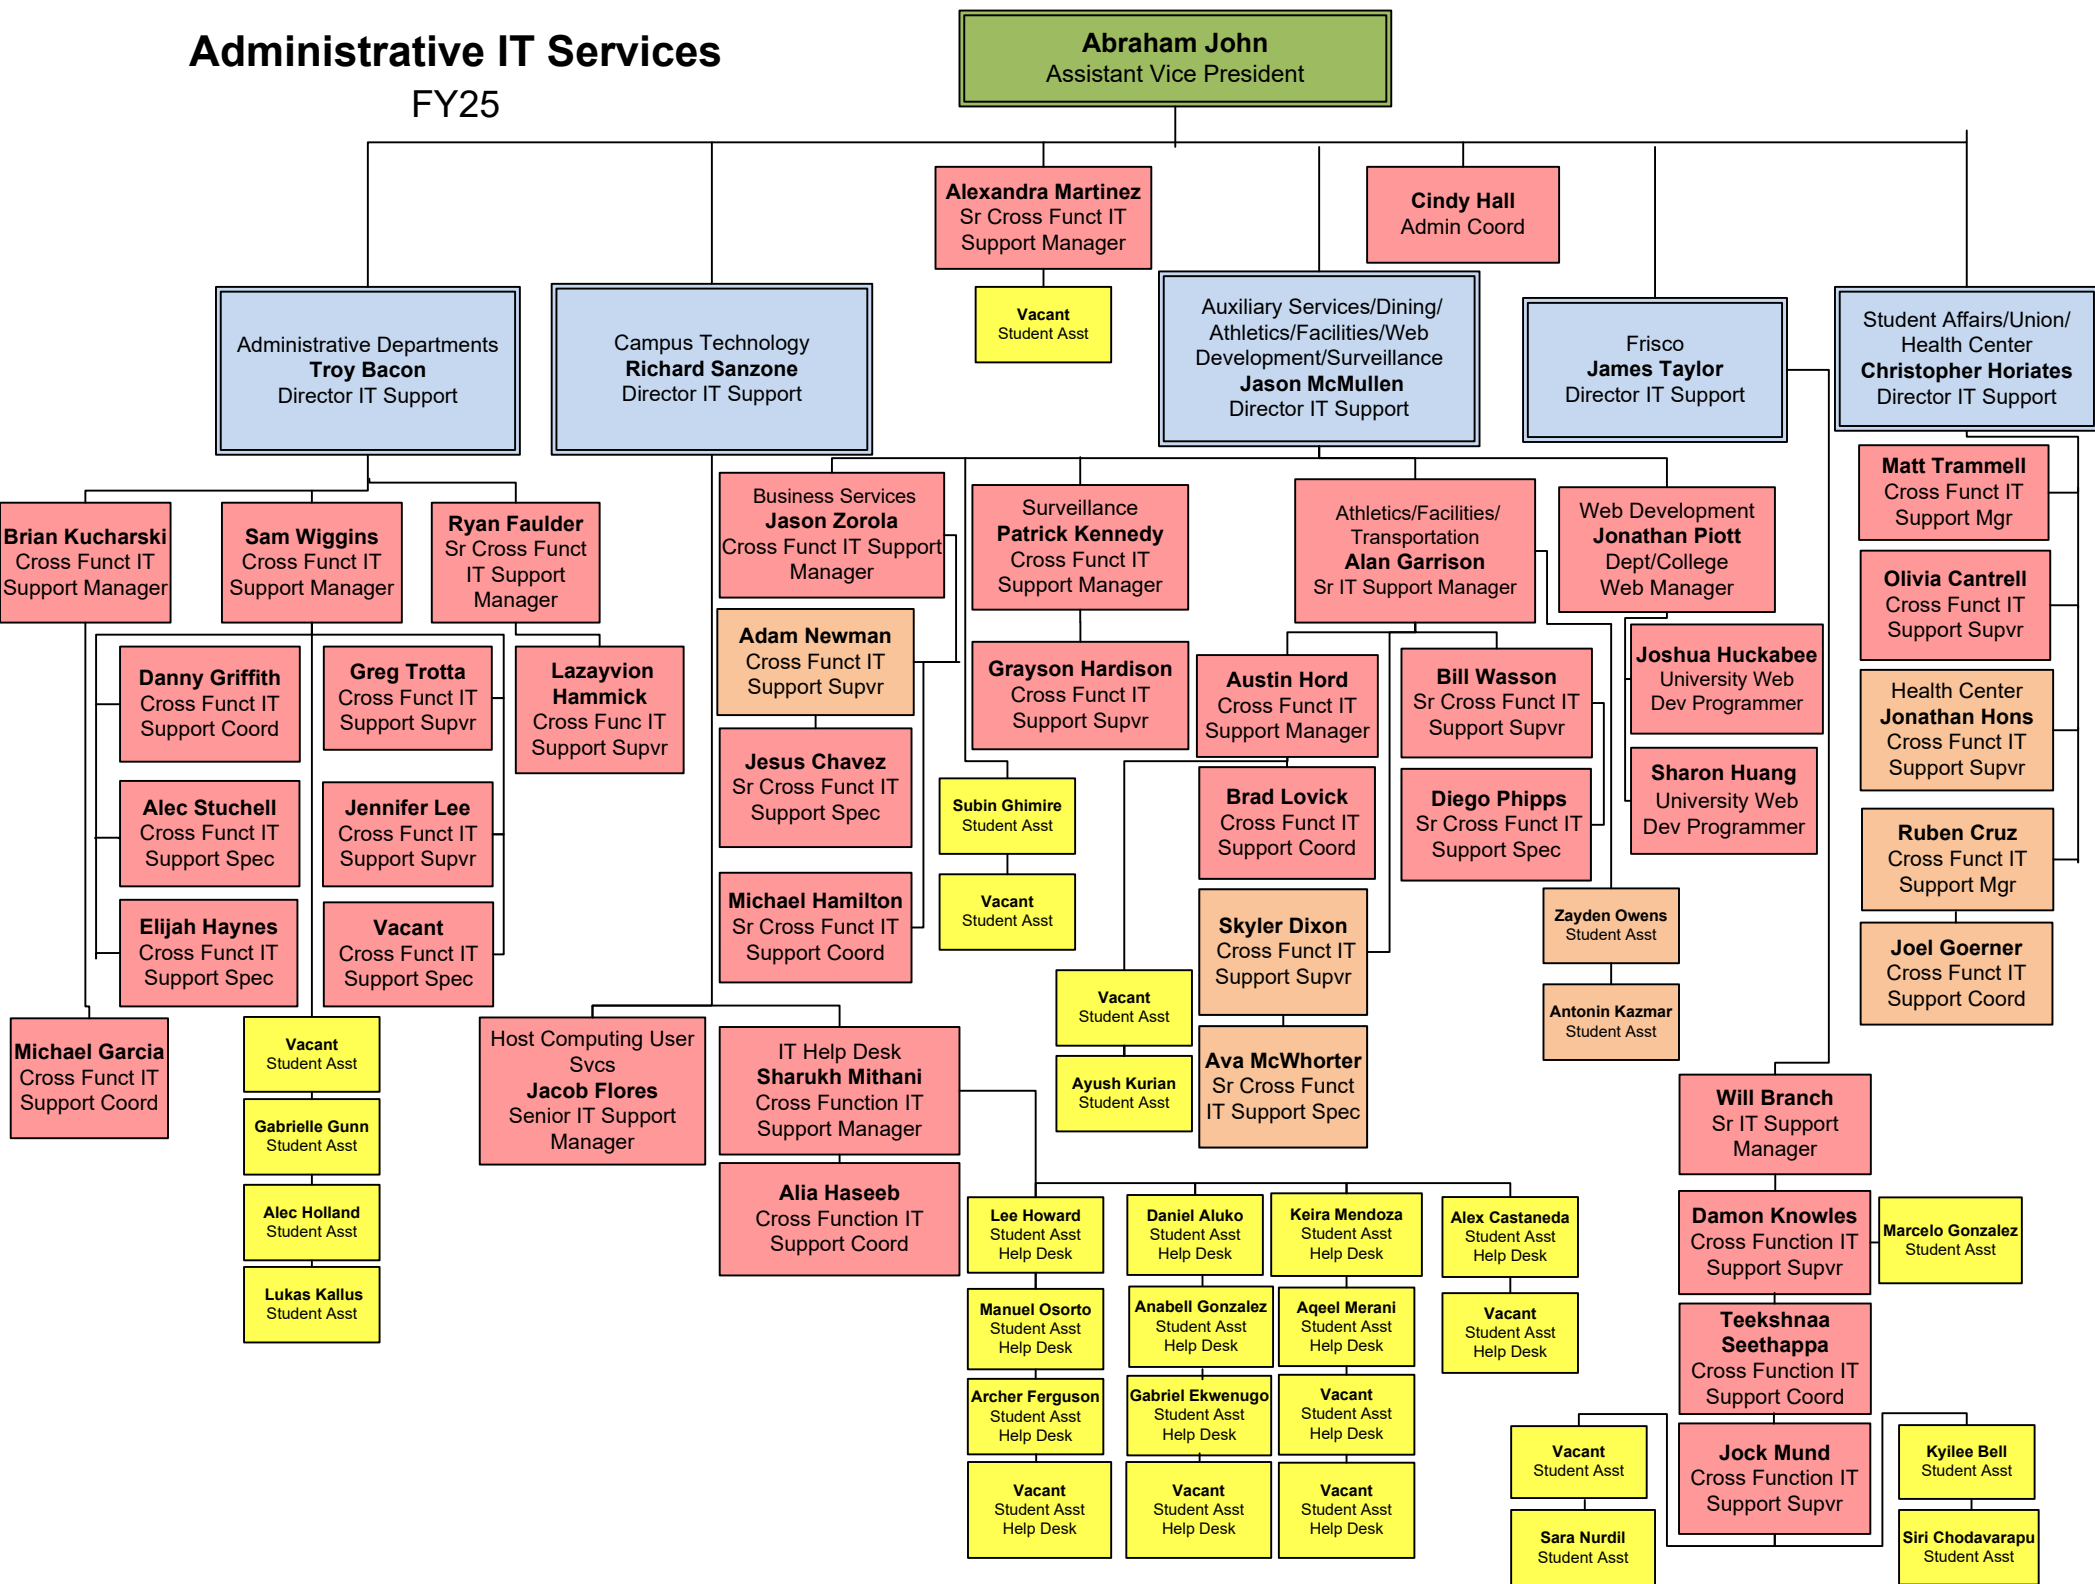 Administrative IT Services
FY25
Abraham John
Assistant Vice President
Alexandra Martinez
Sr Cross Funct IT
Support Manager
Cindy Hall
Admin Coord
Vacant
Student Asst
Administrative Departments
Troy Bacon
Director IT Support
Campus Technology
Richard Sanzone
Director IT Support
Auxiliary Services/Dining/
Athletics/Facilities/Web
Development/Surveillance
Jason McMullen
Director IT Support
Frisco
James Taylor
Director IT Support
Student Affairs/Union/
Health Center
Christopher Horiates
Director IT Support
Brian Kucharski
Cross Funct IT
Support Manager
Sam Wiggins
Cross Funct IT
Support Manager
Ryan Faulder
Sr Cross Funct
IT Support
Manager
Business Services
Jason Zorola
Cross Funct IT Support
Manager
Surveillance
Patrick Kennedy
Cross Funct IT
Support Manager
Athletics/Facilities/
Transportation
Alan Garrison
Sr IT Support Manager
Web Development
Jonathan Piott
Dept/College
Web Manager
Matt Trammell
Cross Funct IT
Support Mgr
Olivia Cantrell
Cross Funct IT
Support Supvr
Danny Griffith
Cross Funct IT
Support Coord
Greg Trotta
Cross Funct IT
Support Supvr
Lazayvion
Hammick
Cross Func IT
Support Supvr
Adam Newman
Cross Funct IT
Support Supvr
Grayson Hardison
Cross Funct IT
Support Supvr
Austin Hord
Cross Funct IT
Support Manager
Bill Wasson
Sr Cross Funct IT
Support Supvr
Joshua Huckabee
University Web
Dev Programmer
Health Center
Jonathan Hons
Cross Funct IT
Support Supvr
Alec Stuchell
Cross Funct IT
Support Spec
Jennifer Lee
Cross Funct IT
Support Supvr
Jesus Chavez
Sr Cross Funct IT
Support Spec
Subin Ghimire
Student Asst
Brad Lovick
Cross Funct IT
Support Coord
Diego Phipps
Sr Cross Funct IT
Support Spec
Sharon Huang
University Web
Dev Programmer
Ruben Cruz
Cross Funct IT
Support Mgr
Elijah Haynes
Cross Funct IT
Support Spec
Vacant
Cross Funct IT
Support Spec
Michael Hamilton
Sr Cross Funct IT
Support Coord
Vacant
Student Asst
Skyler Dixon
Cross Funct IT
Support Supvr
Zayden Owens
Student Asst
Joel Goerner
Cross Funct IT
Support Coord
Vacant
Student Asst
Antonin Kazmar
Student Asst
Michael Garcia
Cross Funct IT
Support Coord
Vacant
Student Asst
Host Computing User
Svcs
Jacob Flores
Senior IT Support
Manager
IT Help Desk
Sharukh Mithani
Cross Function IT
Support Manager
Ayush Kurian
Student Asst
Ava McWhorter
Sr Cross Funct
IT Support Spec
Will Branch
Sr IT Support
Manager
Gabrielle Gunn
Student Asst
Alec Holland
Student Asst
Lukas Kallus
Student Asst
Alia Haseeb
Cross Function IT
Support Coord
Lee Howard
Student Asst
Help Desk
Daniel Aluko
Student Asst
Help Desk
Keira Mendoza
Student Asst
Help Desk
Alex Castaneda
Student Asst
Help Desk
Damon Knowles
Cross Function IT
Support Supvr
Marcelo Gonzalez
Student Asst
Manuel Osorto
Student Asst
Help Desk
Anabell Gonzalez
Student Asst
Help Desk
Aqeel Merani
Student Asst
Help Desk
Vacant
Student Asst
Help Desk
Teekshnaa
Seethappa
Cross Function IT
Support Coord
Archer Ferguson
Student Asst
Help Desk
Gabriel Ekwenugo
Student Asst
Help Desk
Vacant
Student Asst
Help Desk
Vacant
Student Asst
Jock Mund
Cross Function IT
Support Supvr
Kyilee Bell
Student Asst
Vacant
Student Asst
Help Desk
Vacant
Student Asst
Help Desk
Vacant
Student Asst
Help Desk
Sara Nurdil
Student Asst
Siri Chodavarapu
Student Asst